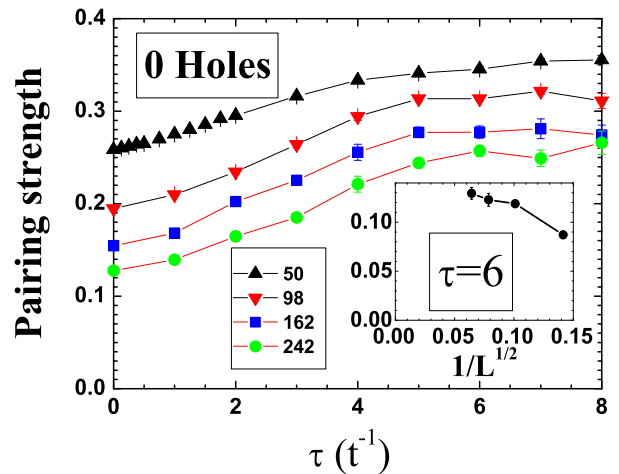 0.4
0 Holes
0.3
Pairing strength
0.2
0.10
τ=6
0.05
50
98
162
242
0.1
0.00
0.00 0.05 0.10 0.15
1/L^{1/2}
0.0
0 2 4 6 8
τ (t^{-1})